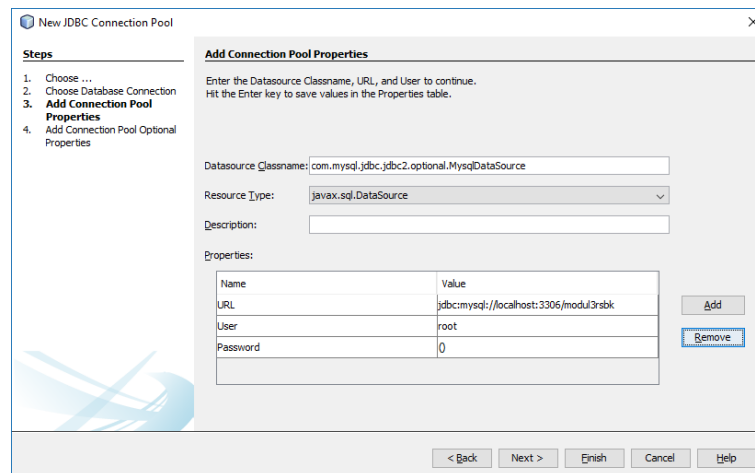 New JDBC Connection Pool
Steps
1. Choose ...
2. Choose Database Connection
3. Add Connection Pool
Properties
4. Add Connection Pool Optional
Properties
Add Connection Pool Properties
Enter the Datasource Classname, URL, and User to continue.
Hit the Enter key to save values in the Properties table.
Datasource Classname: com.mysql.jdbc.jdbc2.optional.MysqlDataSource
Resource Type: javax.sql.DataSource
Description:
Properties:
Name Value
URL jdbc:mysql://localhost:3306/modul3rsbk
Add
User root
Remove
Password ()
< Back Next > Finish Cancel Help